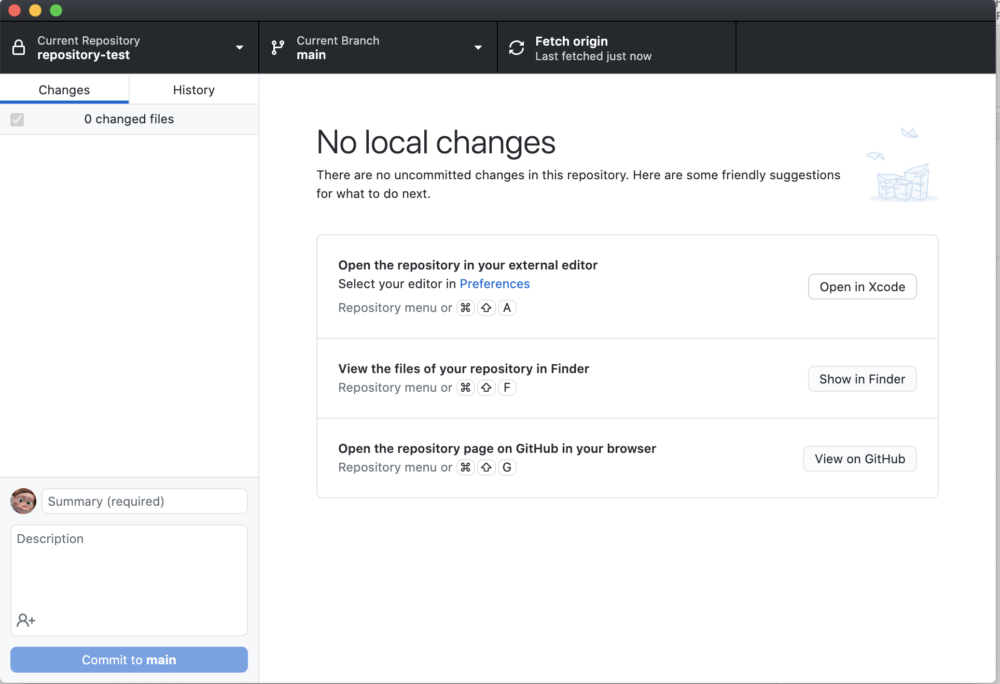 Current Repository
repository-test
Current Branch
main
Fetch origin
Last fetched just now
Changes
History
0 changed files
No local changes
There are no uncommitted changes in this repository. Here are some friendly suggestions
for what to do next.
Open the repository in your external editor
Select your editor in Preferences
Repository menu or ⌘ ⇧ A
Open in Xcode
View the files of your repository in Finder
Repository menu or ⌘ ⇧ F
Show in Finder
Open the repository page on GitHub in your browser
Repository menu or ⌘ ⇧ G
View on GitHub
Summary (required)
Description
Commit to main